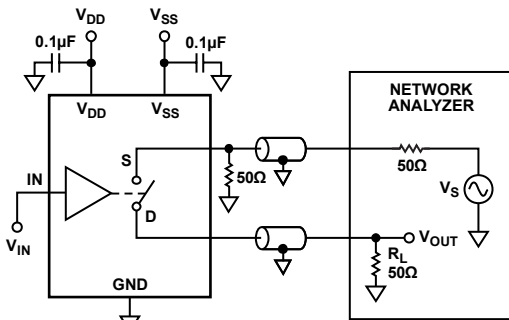 VDD
VSS
0.1µF
0.1µF
VDD
VSS
NETWORK
ANALYZER
S
50Ω
50Ω
IN
VS
D
VIN
VOUT
RL
50Ω
GND